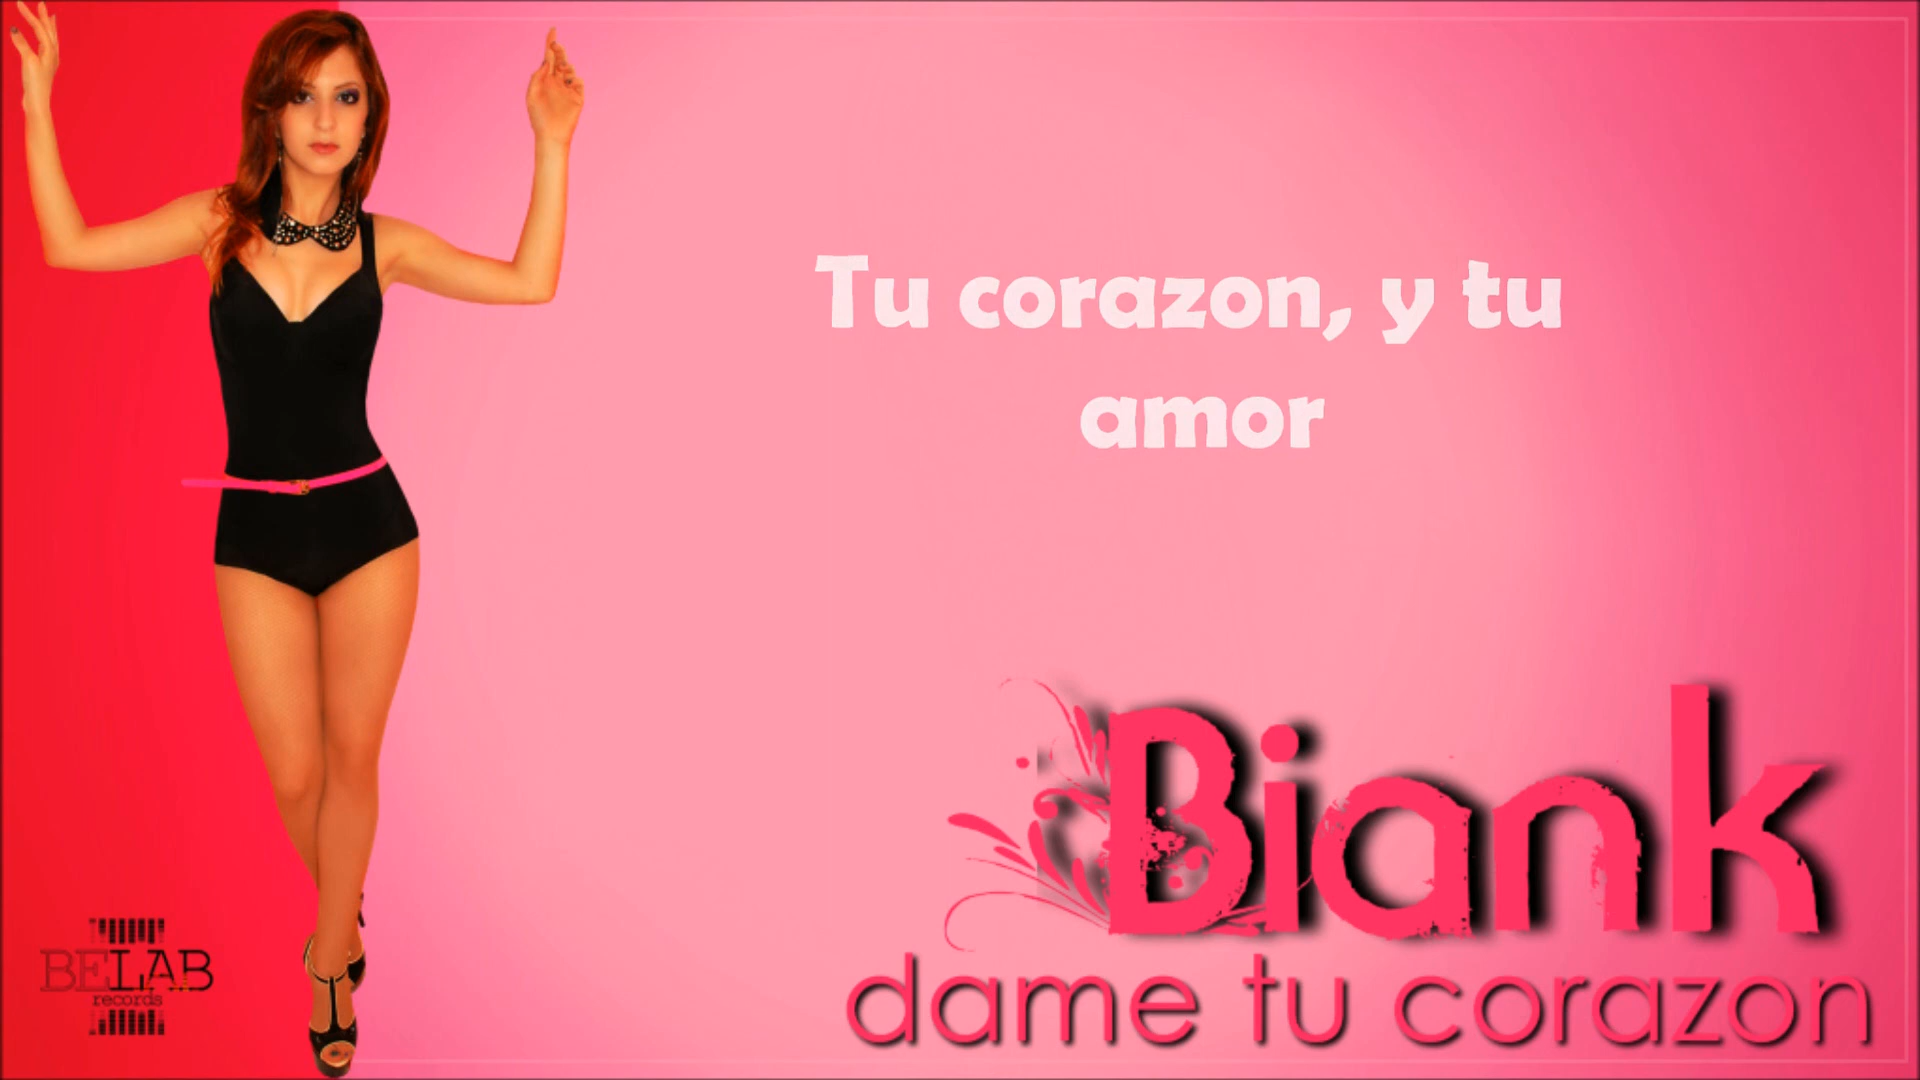 Tu corazon, y tu
amor
Biank
dame tu corazon
BELAB
records